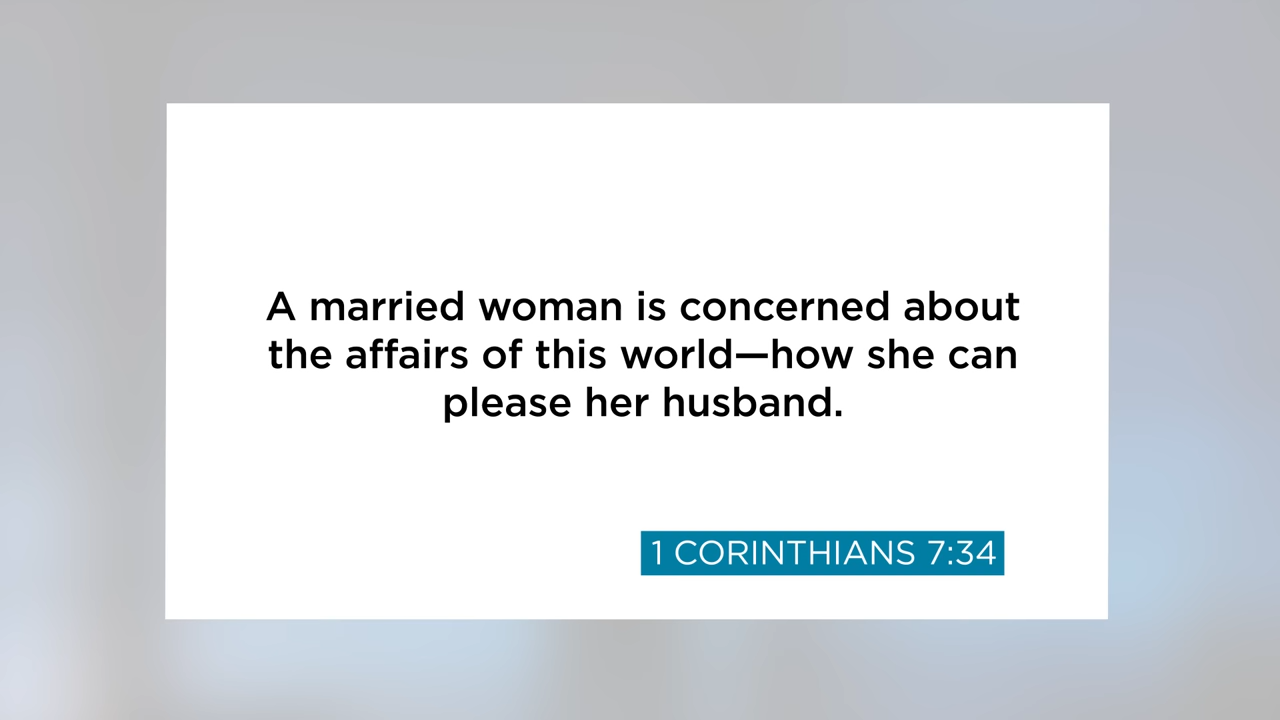 A married woman is concerned about
the affairs of this world—how she can
please her husband.
1 CORINTHIANS 7:34